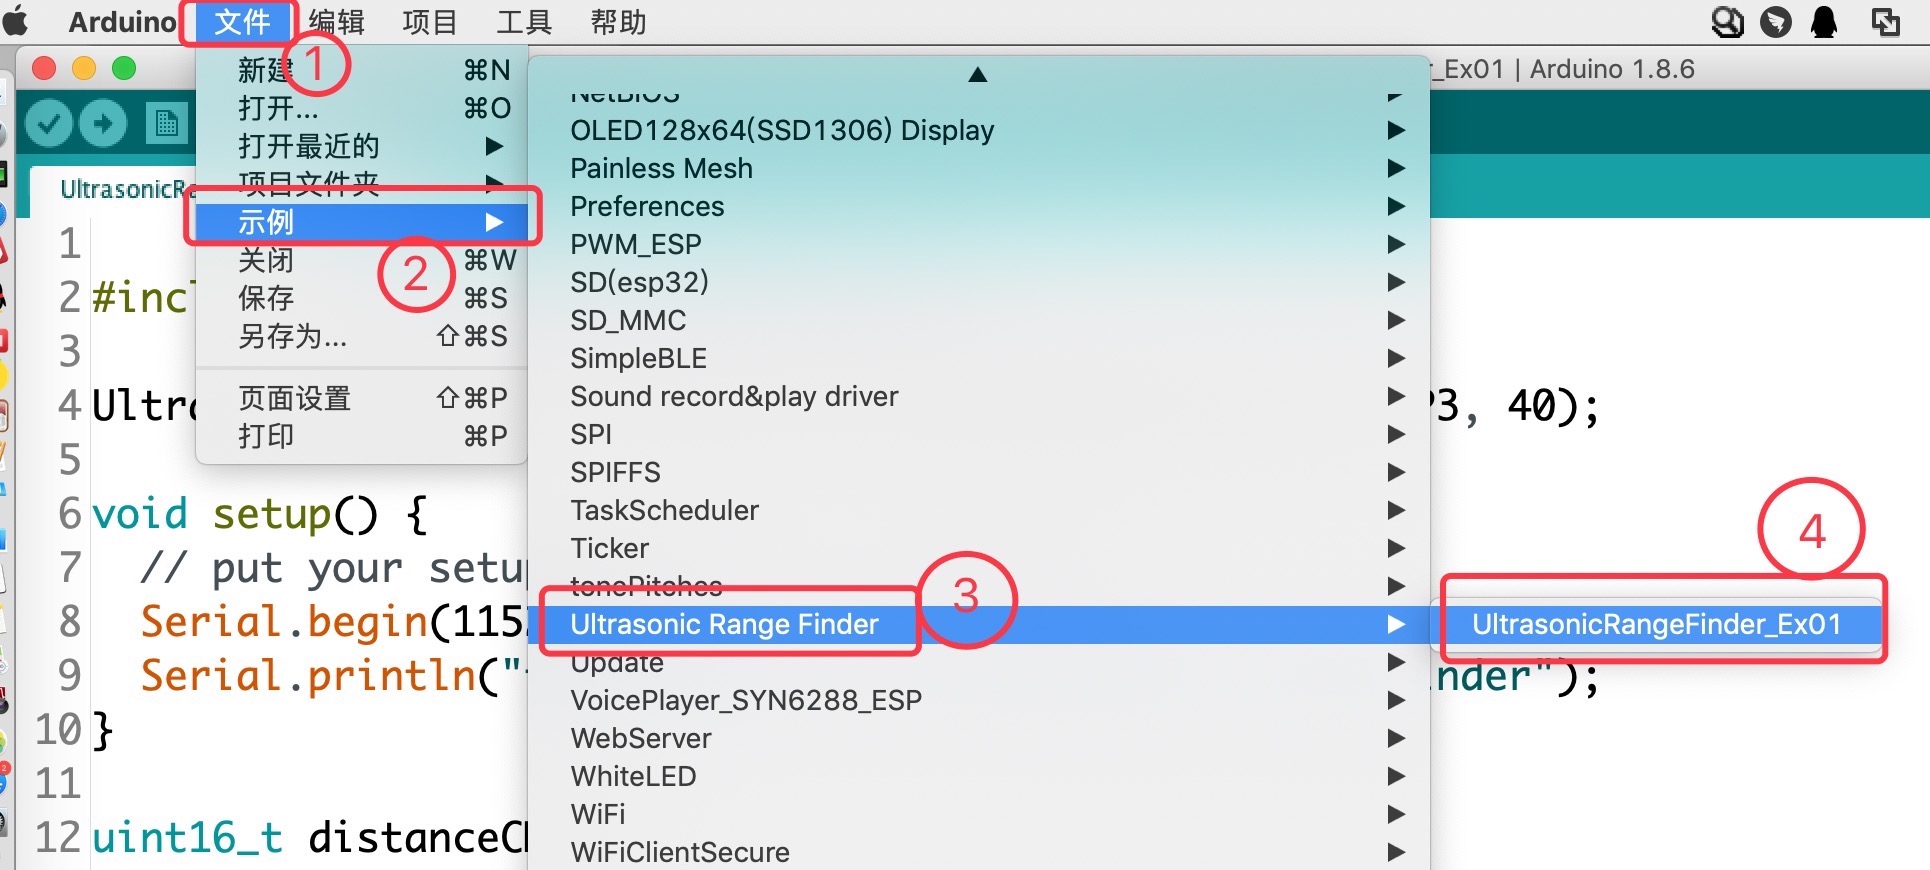 Arduino 文件 编辑 项目 工具 帮助
1
_Ex01 | Arduino 1.8.6
新建 ⌘N
打开... ⌘O
打开最近的
项目文件夹
示例
2
关闭 ⌘W
保存 ⌘S
另存为... ⇧⌘S
页面设置 ⇧⌘P
打印 ⌘P
NetBIOS
OLED128x64(SSD1306) Display
Painless Mesh
Preferences
PWM_ESP
SD(esp32)
SD_MMC
SimpleBLE
Sound record&play driver
SPI
SPIFFS
TaskScheduler
Ticker
tonePitches
Ultrasonic Range Finder
3
Update
VoicePlayer_SYN6288_ESP
WebServer
WhiteLED
WiFi
WiFiClientSecure
4
UltrasonicRangeFinder_Ex01
UltrasonicRa
1
2 #incl
3
4 Ultra 3, 40);
5
6 void setup() {
7 // put your setup
8 Serial.begin(115
9 Serial.println(" nder");
10 }
11
12 uint16_t distanceC